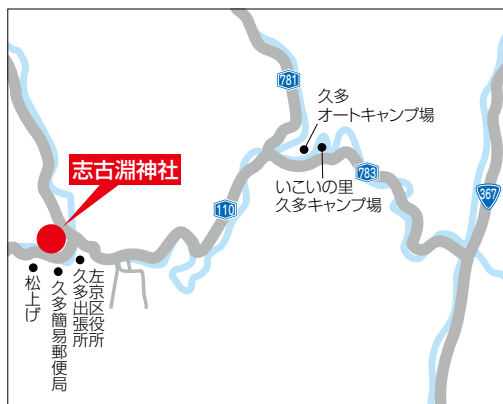 781
久多
オートキャンプ場
志古淵神社
いこいの里
久多キャンプ場
783
367
110
松上げ
久多簡易郵便局
左京区役所
久多出張所